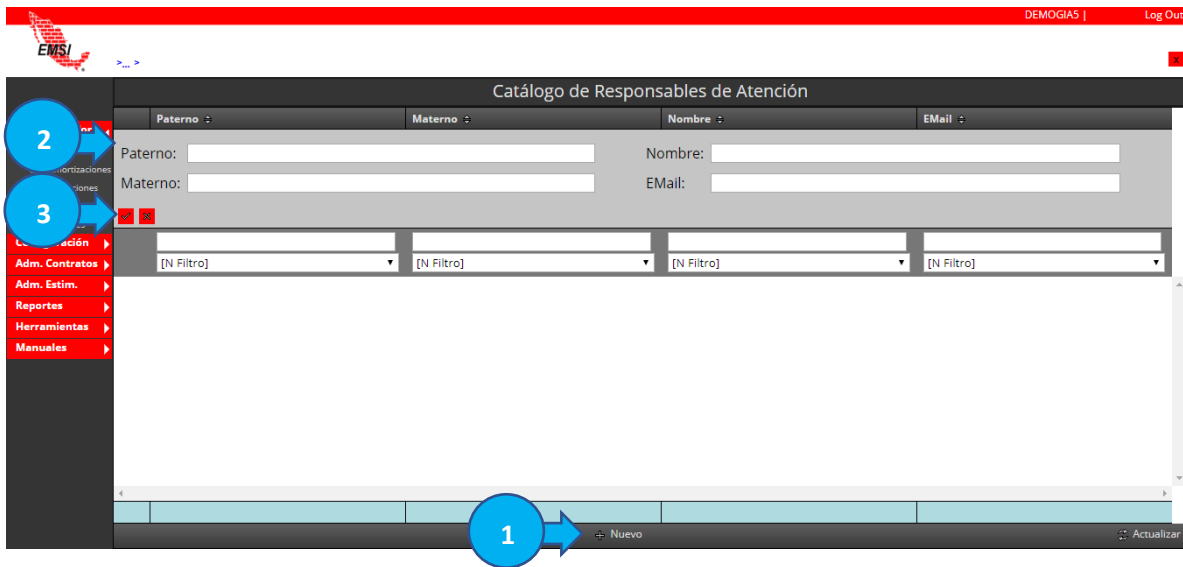 DEMOGIA5 | Log Out
EMSI
>... >
X
Catálogo de Responsables de Atención
Paterno Materno Nombre EMail
2
Paterno: Nombre:
Materno: EMail:
3
[N Filtro] [N Filtro] [N Filtro] [N Filtro]
Adm. Contratos
Adm. Estim.
Reportes
Herramientas
Manuales
1
Nuevo Actualizar